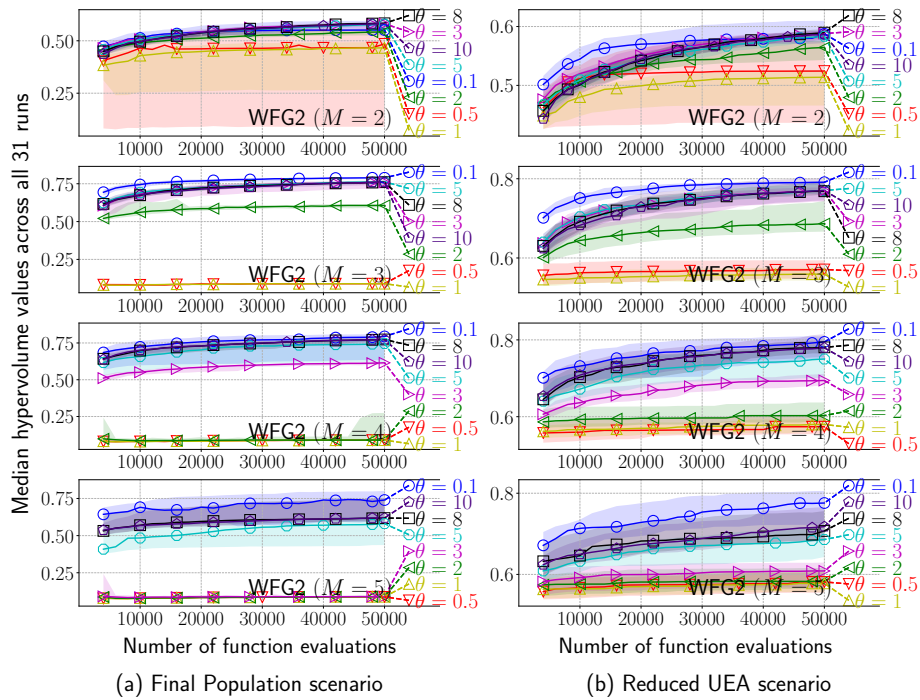 Median hypervolume values across all 31 runs
0.50
0.25
10000 20000 30000 40000 50000
WFG2 (M = 2)
θ = 8
θ = 3
θ = 10
θ = 5
θ = 0.1
θ = 2
θ = 0.5
θ = 1
0.75
0.50
0.25
10000 20000 30000 40000 50000
WFG2 (M = 3)
θ = 0.1
θ = 5
θ = 8
θ = 3
θ = 10
θ = 2
θ = 0.5
θ = 1
0.75
0.50
0.25
10000 20000 30000 40000 50000
WFG2 (M = 4)
θ = 0.1
θ = 8
θ = 10
θ = 5
θ = 3
θ = 2
θ = 0.5
θ = 1
0.75
0.50
0.25
10000 20000 30000 40000 50000
WFG2 (M = 5)
θ = 0.1
θ = 10
θ = 8
θ = 5
θ = 3
θ = 2
θ = 1
θ = 0.5
Number of function evaluations
(a) Final Population scenario
0.6
0.5
10000 20000 30000 40000 50000
WFG2 (M = 2)
θ = 8
θ = 3
θ = 10
θ = 0.1
θ = 5
θ = 2
θ = 0.5
θ = 1
0.8
0.6
10000 20000 30000 40000 50000
WFG2 (M = 3)
θ = 0.1
θ = 5
θ = 3
θ = 10
θ = 8
θ = 2
θ = 0.5
θ = 1
0.8
0.6
10000 20000 30000 40000 50000
WFG2 (M = 4)
θ = 0.1
θ = 8
θ = 10
θ = 5
θ = 3
θ = 2
θ = 1
θ = 0.5
0.8
0.6
10000 20000 30000 40000 50000
WFG2 (M = 5)
θ = 0.1
θ = 10
θ = 8
θ = 5
θ = 3
θ = 2
θ = 0.5
θ = 1
Number of function evaluations
(b) Reduced UEA scenario